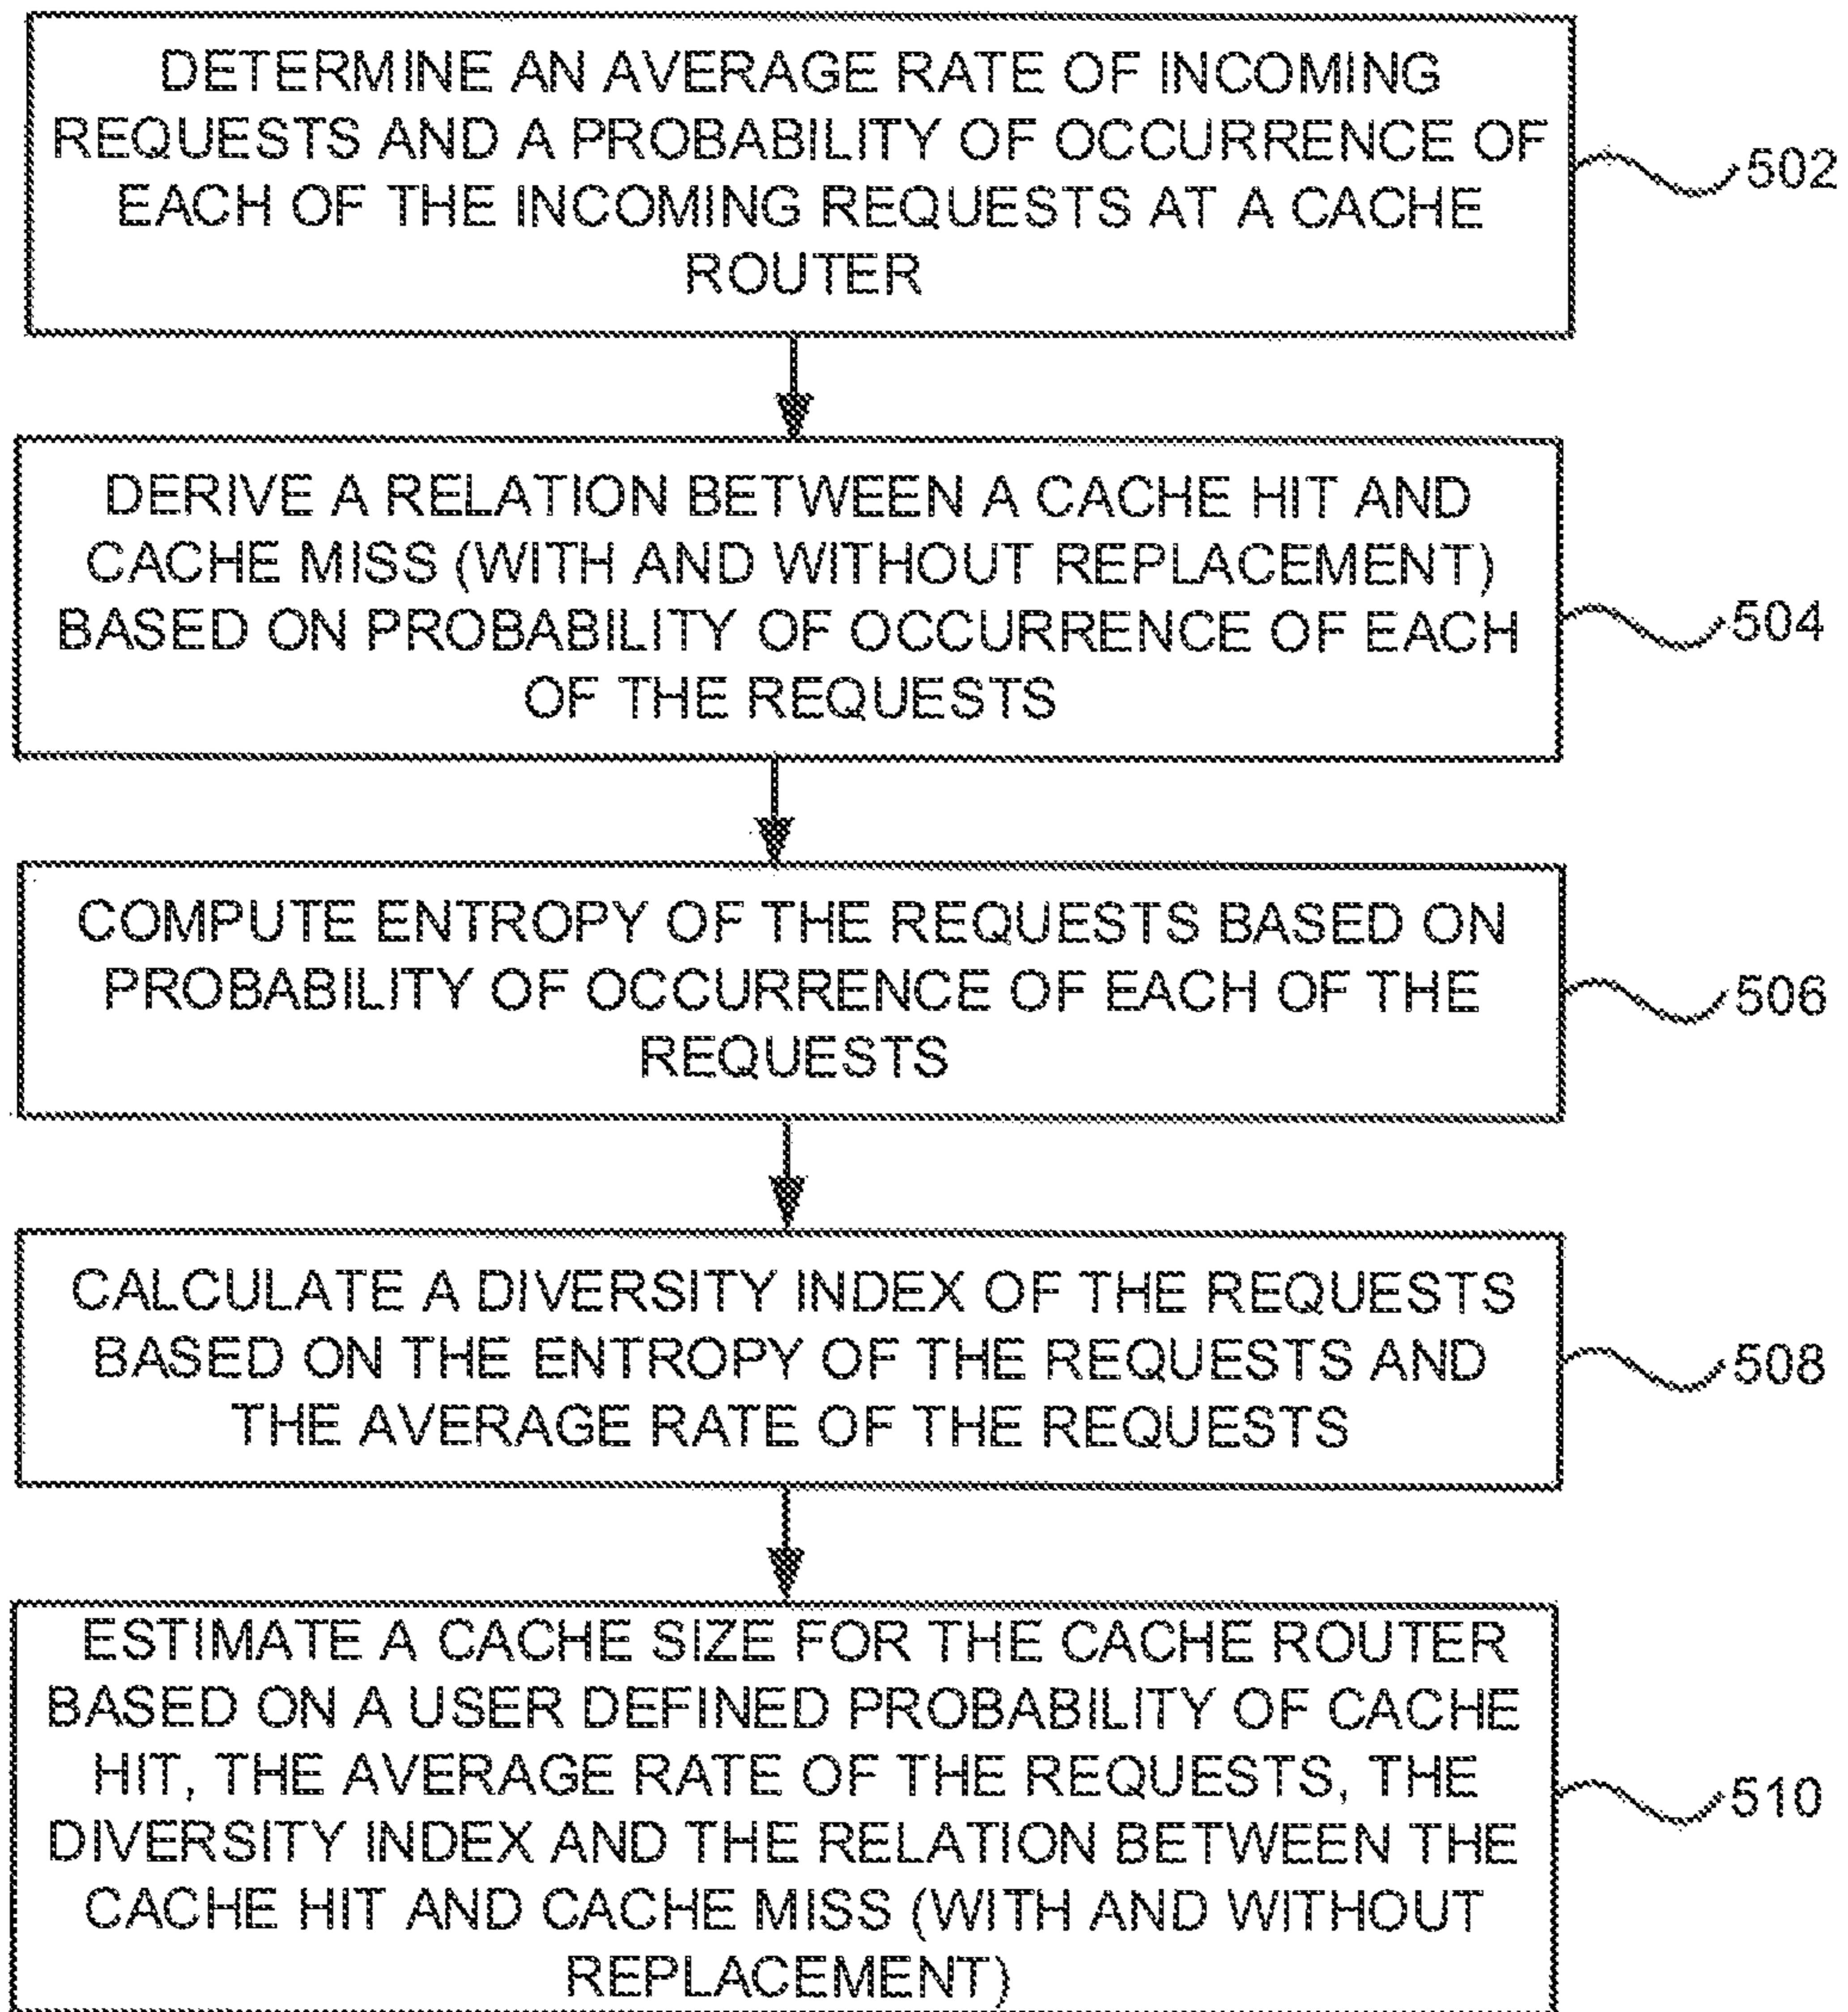 DETERMINE AN AVERAGE RATE OF INCOMING
REQUESTS AND A PROBABILITY OF OCCURRENCE OF
EACH OF THE INCOMING REQUESTS AT A CACHE
ROUTER
502
DERIVE A RELATION BETWEEN A CACHE HIT AND
CACHE MISS (WITH AND WITHOUT REPLACEMENT)
BASED ON PROBABILITY OF OCCURRENCE OF EACH
OF THE REQUESTS
504
COMPUTE ENTROPY OF THE REQUESTS BASED ON
PROBABILITY OF OCCURRENCE OF EACH OF THE
REQUESTS
506
CALCULATE A DIVERSITY INDEX OF THE REQUESTS
BASED ON THE ENTROPY OF THE REQUESTS AND
THE AVERAGE RATE OF THE REQUESTS
508
ESTIMATE A CACHE SIZE FOR THE CACHE ROUTER
BASED ON A USER DEFINED PROBABILITY OF CACHE
HIT, THE AVERAGE RATE OF THE REQUESTS, THE
DIVERSITY INDEX AND THE RELATION BETWEEN THE
CACHE HIT AND CACHE MISS (WITH AND WITHOUT
REPLACEMENT)
510